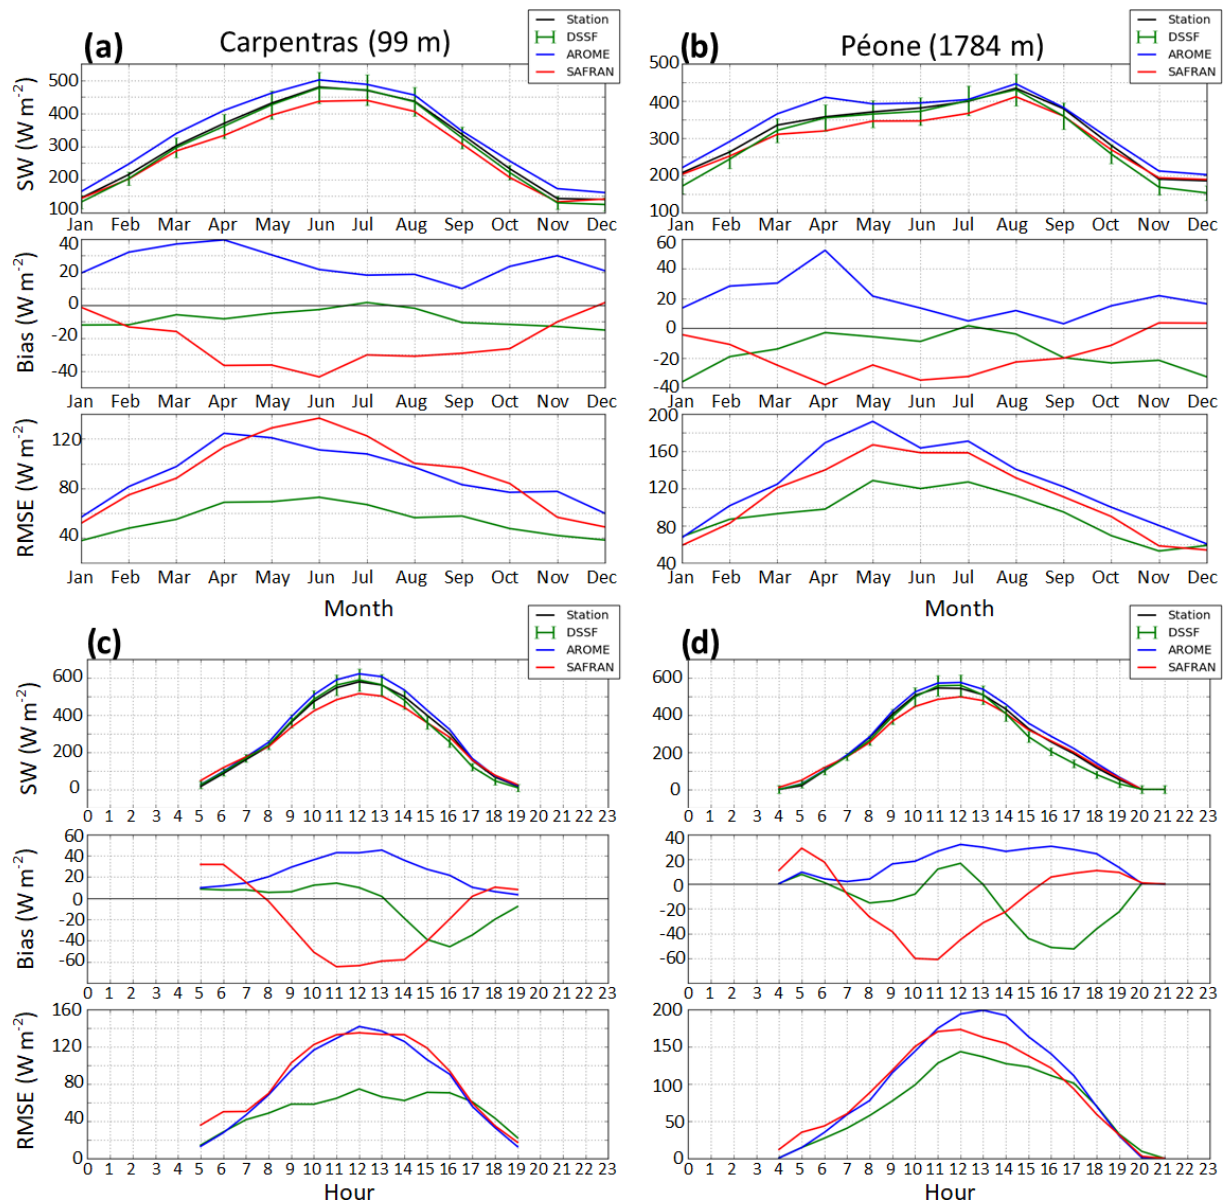 (a) Carpentras (99 m)
Station
DSSF
AROME
SAFRAN
SW (W m-2)
500
400
300
200
100
Jan Feb Mar Apr May Jun Jul Aug Sep Oct Nov Dec
Bias (W m-2)
40
20
0
-20
-40
Jan Feb Mar Apr May Jun Jul Aug Sep Oct Nov Dec
RMSE (W m-2)
120
80
40
Jan Feb Mar Apr May Jun Jul Aug Sep Oct Nov Dec
Month
(b) Péone (1784 m)
Station
DSSF
AROME
SAFRAN
500
400
300
200
100
Jan Feb Mar Apr May Jun Jul Aug Sep Oct Nov Dec
60
40
20
0
-20
-40
Jan Feb Mar Apr May Jun Jul Aug Sep Oct Nov Dec
200
160
120
80
40
Jan Feb Mar Apr May Jun Jul Aug Sep Oct Nov Dec
Month
(c)
Station
DSSF
AROME
SAFRAN
SW (W m-2)
600
400
200
0
0 1 2 3 4 5 6 7 8 9 10 11 12 13 14 15 16 17 18 19 20 21 22 23
Bias (W m-2)
60
40
20
0
-20
-40
-60
0 1 2 3 4 5 6 7 8 9 10 11 12 13 14 15 16 17 18 19 20 21 22 23
RMSE (W m-2)
160
120
80
40
0
0 1 2 3 4 5 6 7 8 9 10 11 12 13 14 15 16 17 18 19 20 21 22 23
Hour
(d)
Station
DSSF
AROME
SAFRAN
600
400
200
0
0 1 2 3 4 5 6 7 8 9 10 11 12 13 14 15 16 17 18 19 20 21 22 23
40
20
0
-20
-40
-60
0 1 2 3 4 5 6 7 8 9 10 11 12 13 14 15 16 17 18 19 20 21 22 23
200
150
100
50
0
0 1 2 3 4 5 6 7 8 9 10 11 12 13 14 15 16 17 18 19 20 21 22 23
Hour